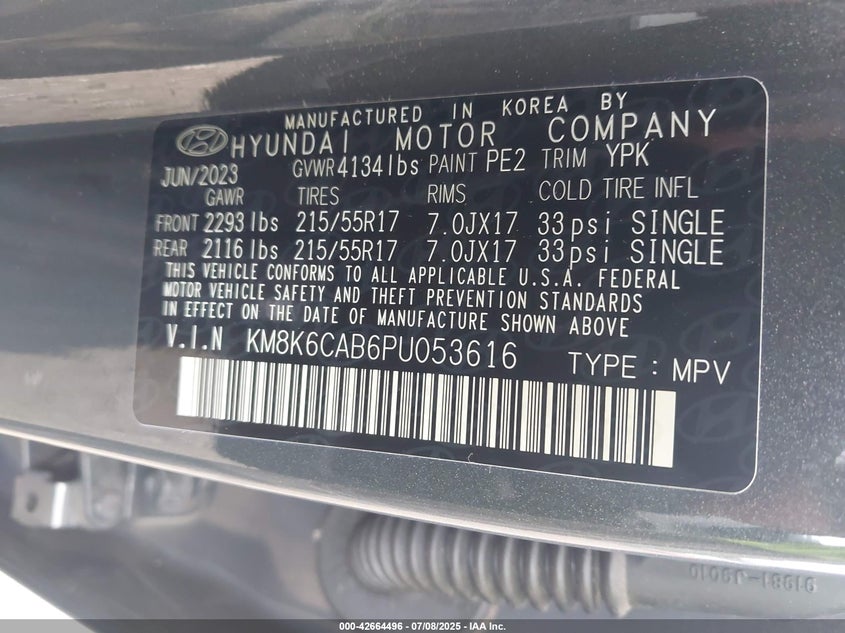 MANUFACTURED IN KOREA BY
HYUNDAI MOTOR COMPANY
JUN/2023 GVWR 4134lbs PAINT PE2 TRIM YPK
GAWR TIRES RIMS COLD TIRE INFL
FRONT 2293 lbs 215/55R17 7.0JX17 33psi SINGLE
REAR 2116 lbs 215/55R17 7.0JX17 33psi SINGLE
THIS VEHICLE CONFORMS TO ALL APPLICABLE U.S.A. FEDERAL
MOTOR VEHICLE SAFETY AND THEFT PREVENTION STANDARDS
IN EFFECT ON THE DATE OF MANUFACTURE SHOWN ABOVE
V.I.N KM8K6CAB6PU053616 TYPE: MPV
91981-J9010
000-42664496 - 07/08/2025 - IAA Inc.